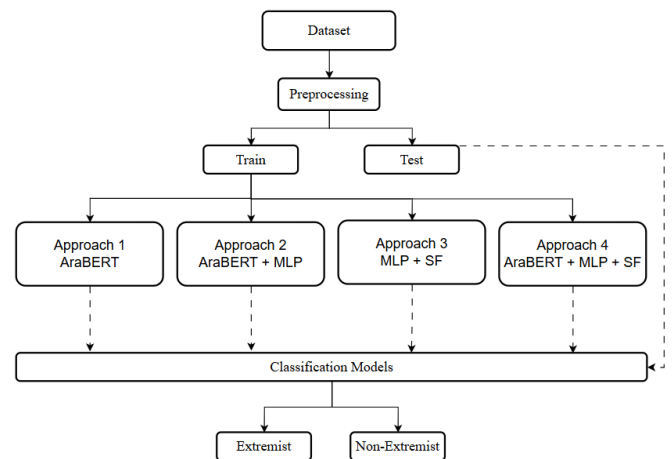 Dataset
Preprocessing
Train
Test
Approach 1
AraBERT
Approach 2
AraBERT + MLP
Approach 3
MLP + SF
Approach 4
AraBERT + MLP + SF
Classification Models
Extremist
Non-Extremist